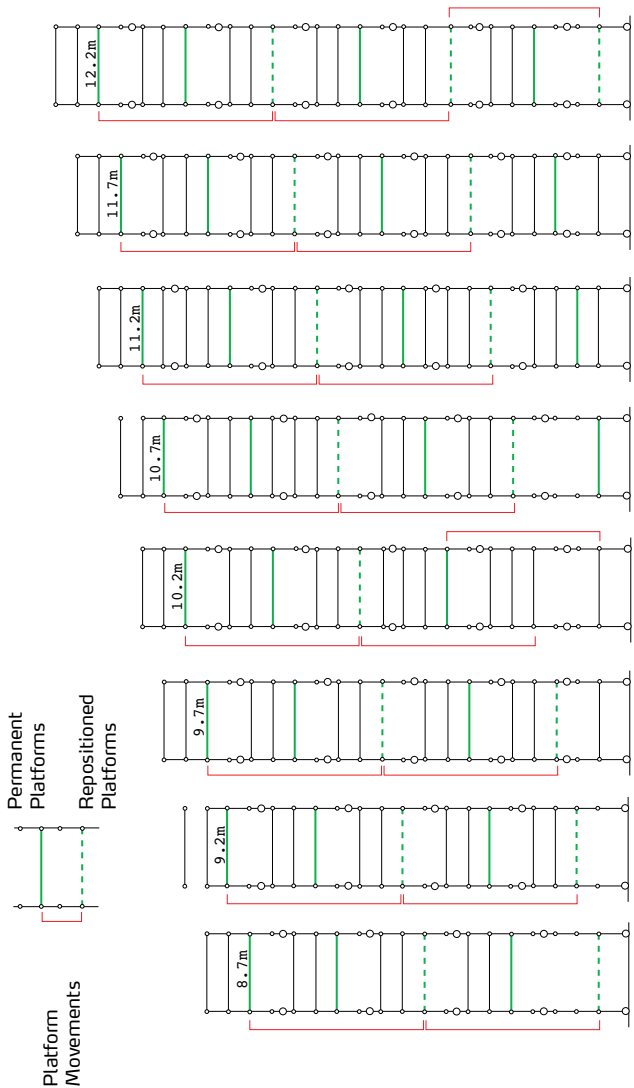 Platform
Movements
Permanent
Platforms
Repositioned
Platforms
8.7m
9.2m
9.7m
10.2m
10.7m
11.2m
11.7m
12.2m